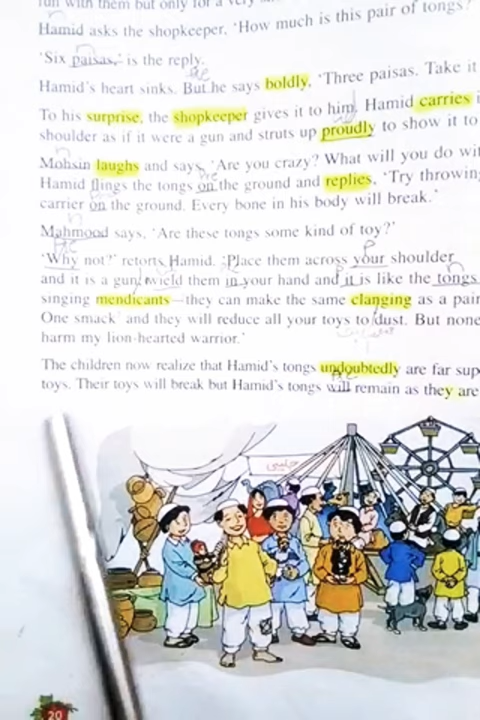 fun with them but only for a very
Hamid asks the shopkeeper, 'How much is this pair of tongs?'
'Six paisas,' is the reply.
Hamid's heart sinks. But he says boldly, 'Three paisas. Take it
To his surprise, the shopkeeper gives it to him. Hamid carries
shoulder as if it were a gun and struts up proudly to show it to
Mohsin laughs and says, 'Are you crazy? What will you do
Hamid flings the tongs on the ground and replies, 'Try throwing
carrier on the ground. Every bone in his body will break.'
Mahmood says, 'Are these tongs some kind of toy?'
'Why not?' retorts Hamid. 'Place them across your shoulder
and it is a gun; wield them in your hand and it is like the tongs
singing mendicants—they can make the same clanging as a pair
One smack and they will reduce all your toys to dust. But none
harm my lion-hearted warrior.'
The children now realize that Hamid's tongs undoubtedly are far
toys. Their toys will break but Hamid's tongs will remain as they are
20